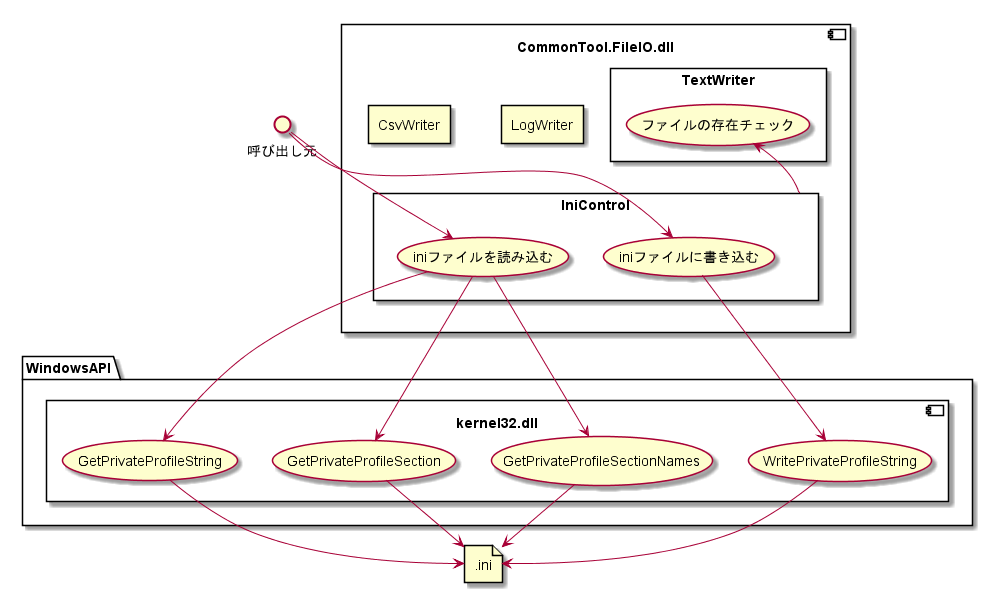 CommonTool.FileIO.dll
TextWriter
CsvWriter
LogWriter
ファイルの存在チェック
呼び出し元
IniControl
iniファイルを読み込む
iniファイルに書き込む
WindowsAPI
kernel32.dll
GetPrivateProfileString
GetPrivateProfileSection
GetPrivateProfileSectionNames
WritePrivateProfileString
.ini